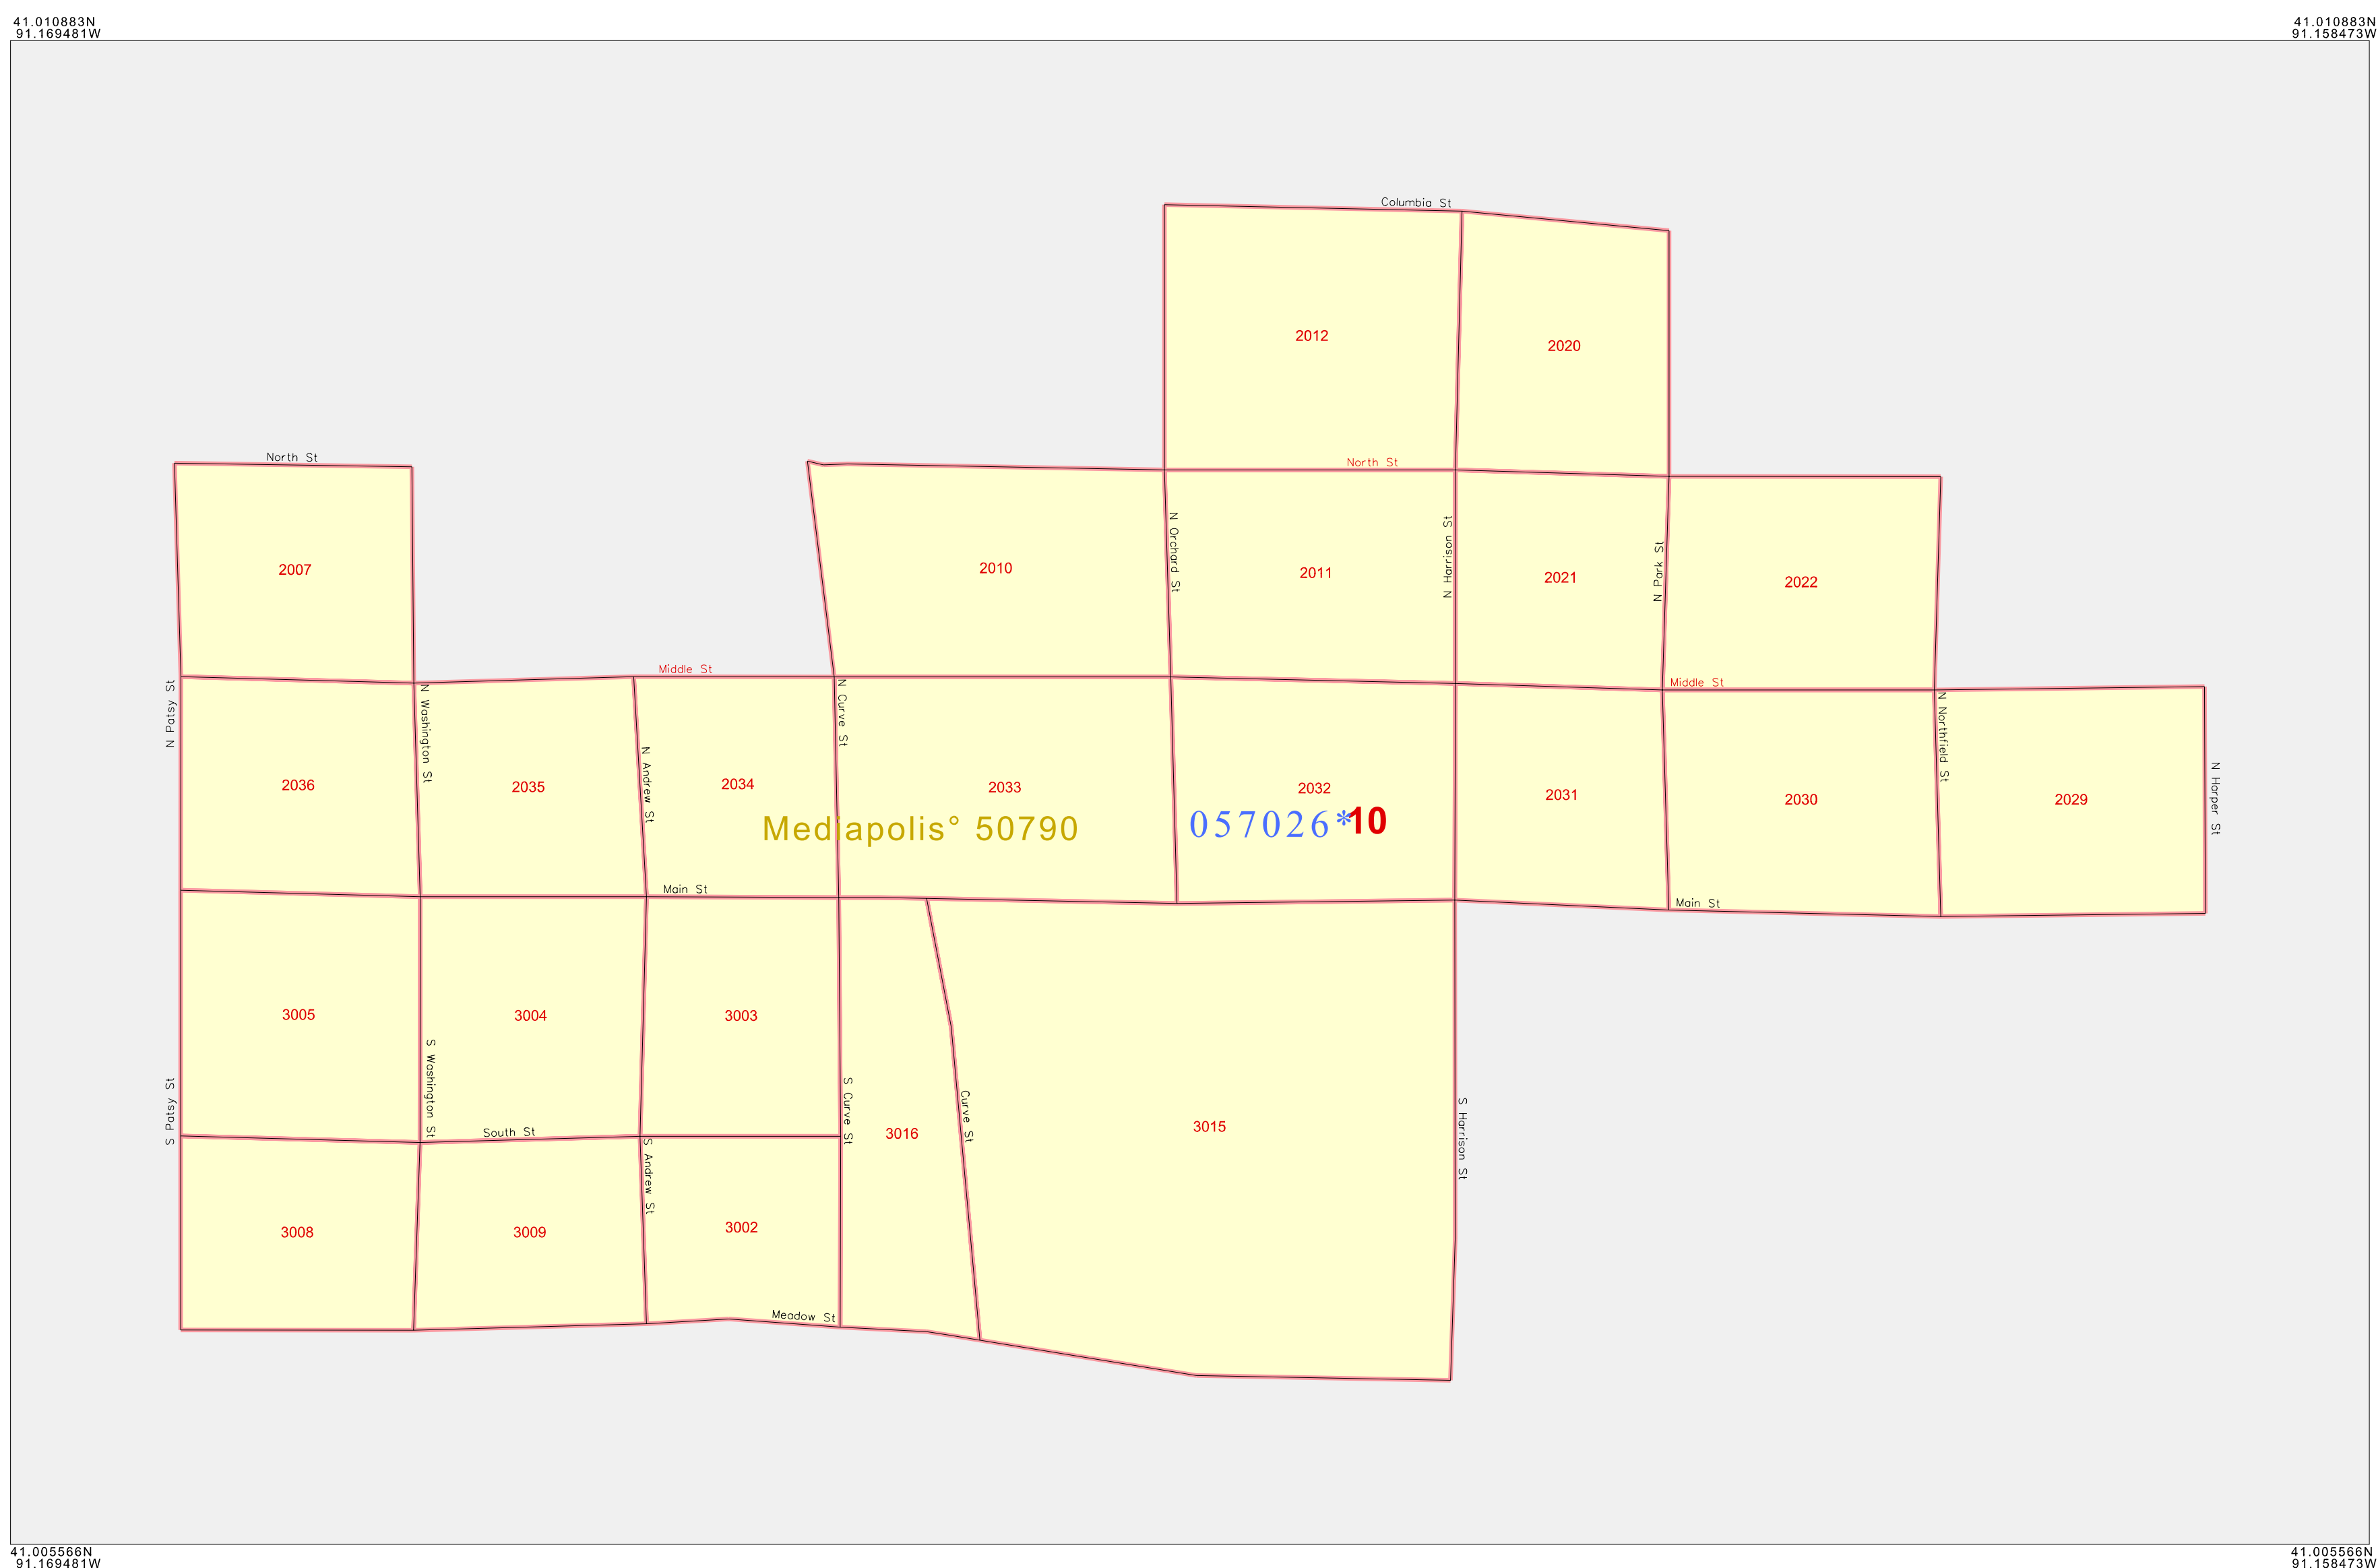 41.010883N
91.169481W
41.010883N
91.158473W
Columbia St
2012
2020
North St
North St
N Orchard St
N Harrison St
N Park St
2007
2010
2011
2021
2022
Middle St
Middle St
N Patsy St
N Washington St
N Andrew St
N Curve St
N Northfield St
N Harper St
2036
2035
2034
2033
2032
2031
2030
2029
Mediapolis° 50790
057026*10
Main St
Main St
3005
3004
3003
S Patsy St
S Washington St
South St
S Andrew St
S Curve St
3016
Curve St
3015
S Harrison St
3008
3009
3002
Meadow St
41.005566N
91.169481W
41.005566N
91.158473W